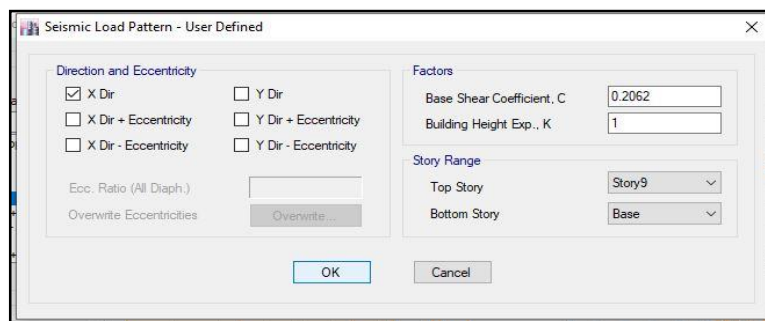 Seismic Load Pattern - User Defined
Direction and Eccentricity
X Dir
Y Dir
X Dir + Eccentricity
Y Dir + Eccentricity
X Dir - Eccentricity
Y Dir - Eccentricity
Ecc. Ratio (All Diaph.)
Overwrite Eccentricities
Overwrite...
Factors
Base Shear Coefficient, C
0.2062
Building Height Exp., K
1
Story Range
Top Story
Story9
Bottom Story
Base
OK
Cancel